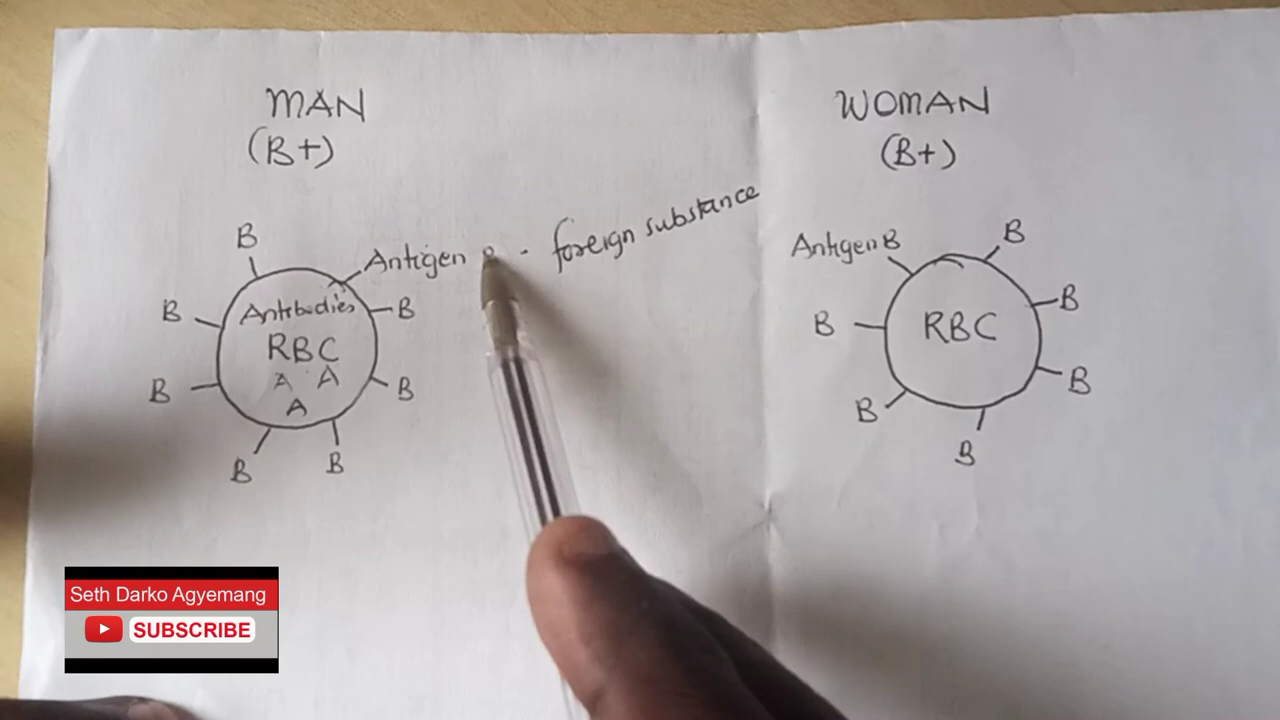 MAN
(B+)
WOMAN
(B+)
B
Antigen - foreign substance
B
Antibodies
B
RBC
A A
A
B
B
B
B
Antigen B
B
B
B
RBC
B
B
B
Seth Darko Agyemang
SUBSCRIBE